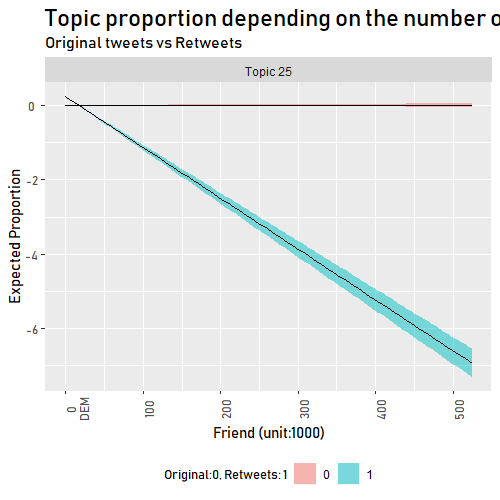 Topic proportion depending on the number o
Original tweets vs Retweets
Topic 25
Expected Proportion
0
-2
-4
-6
0
DEM
100
200
300
400
500
Friend (unit:1000)
Original:0, Retweets:1 0 1